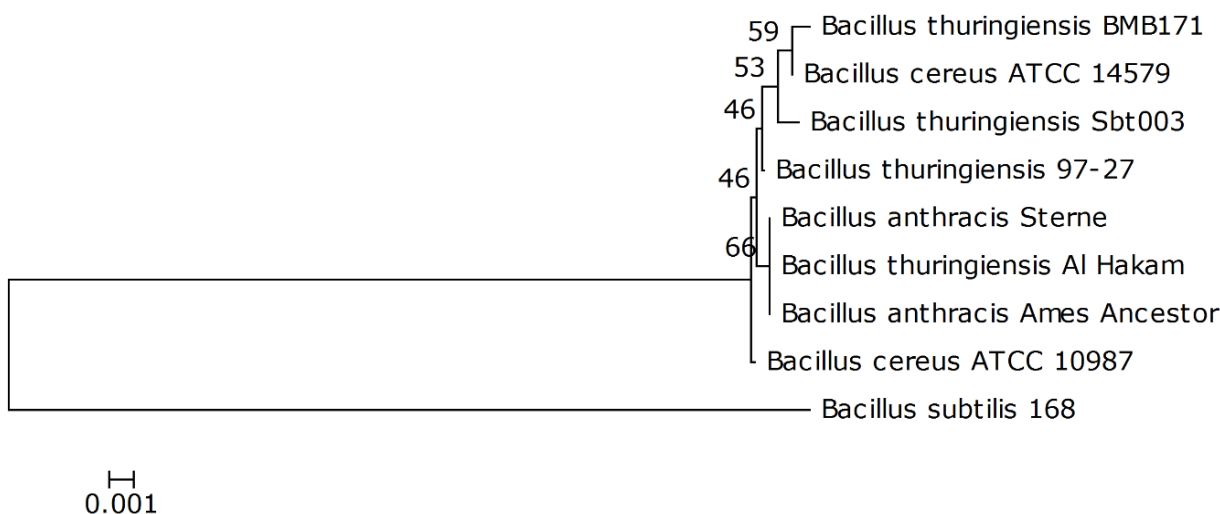 59
Bacillus thuringiensis BMB171
53
Bacillus cereus ATCC 14579
46
Bacillus thuringiensis Sbt003
Bacillus thuringiensis 97-27
46
Bacillus anthracis Sterne
66
Bacillus thuringiensis Al Hakam
Bacillus anthracis Ames Ancestor
Bacillus cereus ATCC 10987
Bacillus subtilis 168
0.001